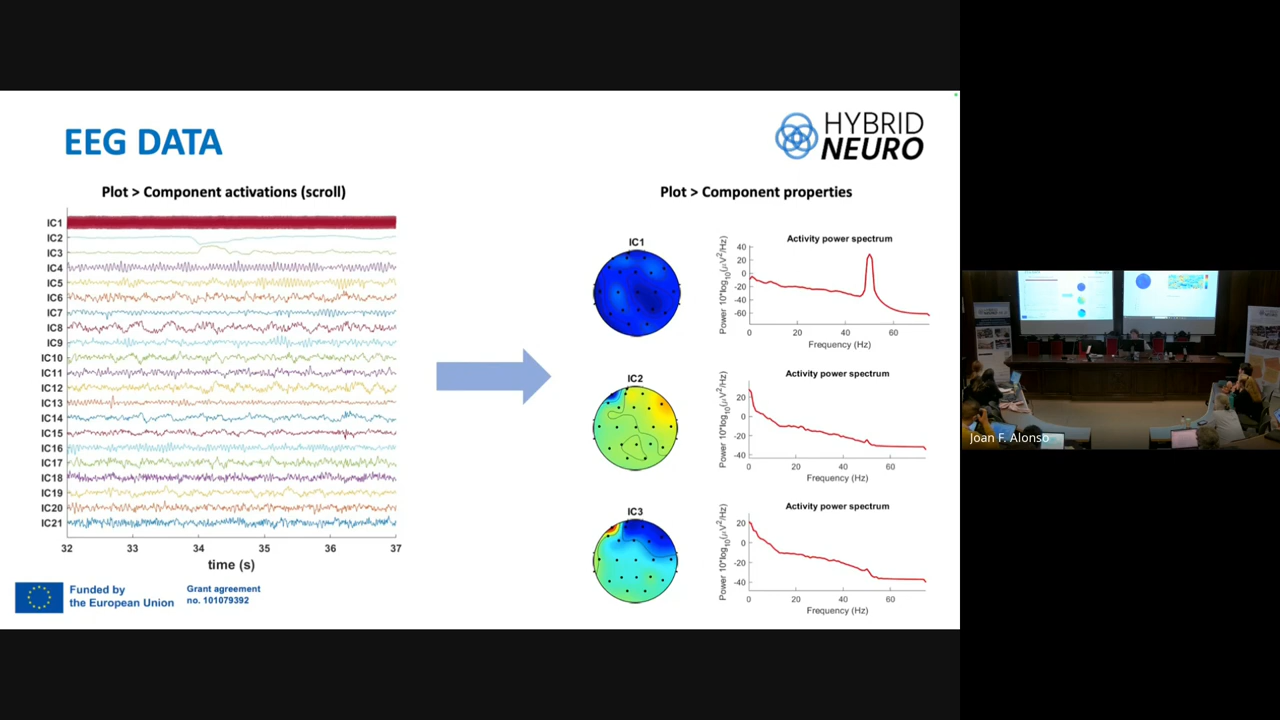 EEG DATA
HYBRID
NEURO
Plot > Component activations (scroll)
IC1
IC2
IC3
IC4
IC5
IC6
IC7
IC8
IC9
IC10
IC11
IC12
IC13
IC14
IC15
IC16
IC17
IC18
IC19
IC20
IC21
32 33 34 35 36 37
time (s)
Plot > Component properties
IC1
Activity power spectrum
Power 10*log10(μV2/Hz)
40
20
0
-20
-40
-60
0 20 40 60
Frequency (Hz)
IC2
Activity power spectrum
Power 10*log10(μV2/Hz)
20
0
-20
-40
0 20 40 60
Frequency (Hz)
IC3
Activity power spectrum
Power 10*log10(μV2/Hz)
20
0
-20
-40
0 20 40 60
Frequency (Hz)
Funded by
the European Union
Grant agreement
no. 101079392
Joan F. Alonso